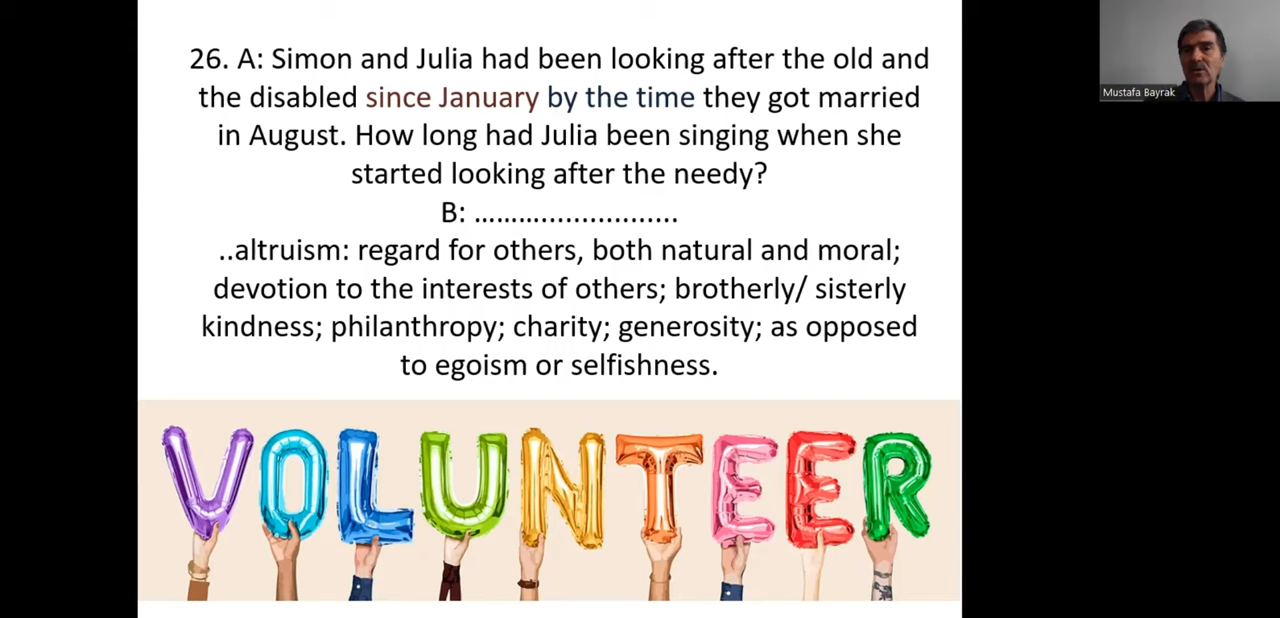 26. A: Simon and Julia had been looking after the old and
the disabled since January by the time they got married
in August. How long had Julia been singing when she
started looking after the needy?
B: ............................
..altruism: regard for others, both natural and moral;
devotion to the interests of others; brotherly/ sisterly
kindness; philanthropy; charity; generosity; as opposed
to egoism or selfishness.
VOLUNTEER
Mustafa Bayrak